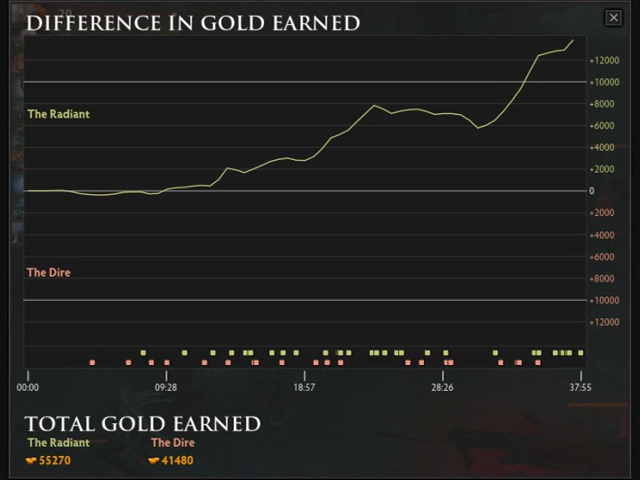 DIFFERENCE IN GOLD EARNED
+12000
+10000
+8000
The Radiant
+6000
+4000
+2000
0
+2000
+4000
+6000
The Dire
+8000
+10000
+12000
00:00 09:28 18:57 28:26 37:55
TOTAL GOLD EARNED
The Radiant The Dire
55270 41480